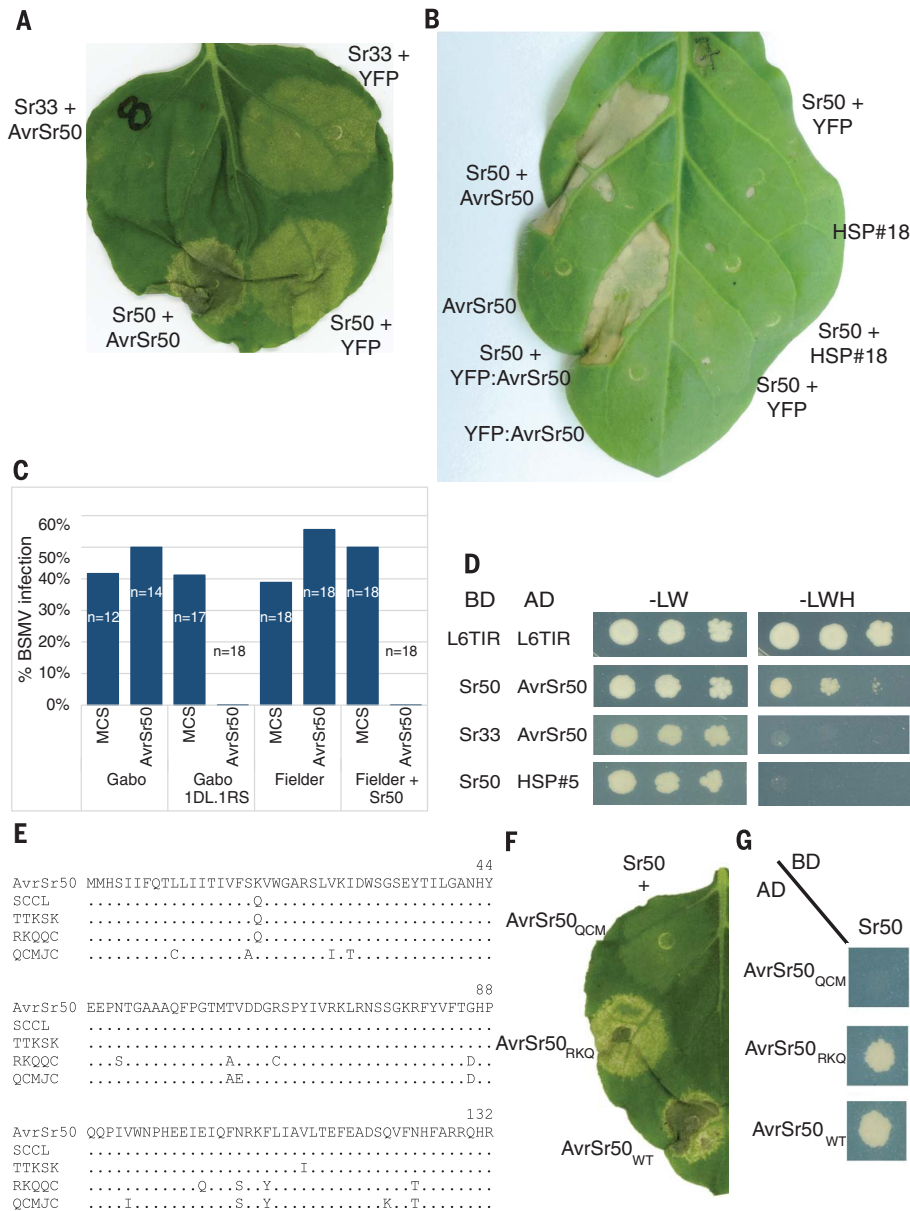 A
Sr33 +
AvrSr50
Sr33 +
YFP
Sr50 +
AvrSr50
Sr50 +
YFP
8
B
Sr50 +
YFP
Sr50 +
AvrSr50
HSP#18
AvrSr50
Sr50 +
HSP#18
Sr50 +
YFP:AvrSr50
Sr50 +
YFP
YFP:AvrSr50
C
% BSMV infection
60%
50%
40%
30%
20%
10%
0%
n=12
n=14
n=17
n=18
n=18
n=18
n=18
n=18
MCS
AvrSr50
MCS
AvrSr50
MCS
AvrSr50
MCS
AvrSr50
Gabo
Gabo
1DL.1RS
Fielder
Fielder +
Sr50
D
BD AD -LW -LWH
L6TIR L6TIR
Sr50 AvrSr50
Sr33 AvrSr50
Sr50 HSP#5
E
44
AvrSr50 MMHSIIFQTLLIITIVFSKVWGARSLVKIDWSGSEYTILGANHY
SCCL ..................Q.........................
TTKSK ..................Q.........................
RKQQC ..................Q.........................
QCMJC .........C.......A........I.T...............
88
AvrSr50 EEPNTGAAAQFPGTMTVDDGRSPYIVRKLRNSSGKRFYVFTGHP
SCCL ............................................
TTKSK ............................................
RKQQC ...S...........A....C....................D..
QCMJC ...............AE........................D..
132
AvrSr50 QQPIVWNPHEEIEIQFNRKFLIAVLTEFEADSQVFNHFARRQHR
SCCL ............................................
TTKSK .......................I....................
RKQQC ............Q...S..Y...............T........
QCMJC ....I...........S..Y............K..T........
F
Sr50
+
AvrSr50QCM
AvrSr50RKQ
AvrSr50WT
G
BD
AD
Sr50
AvrSr50QCM
AvrSr50RKQ
AvrSr50WT